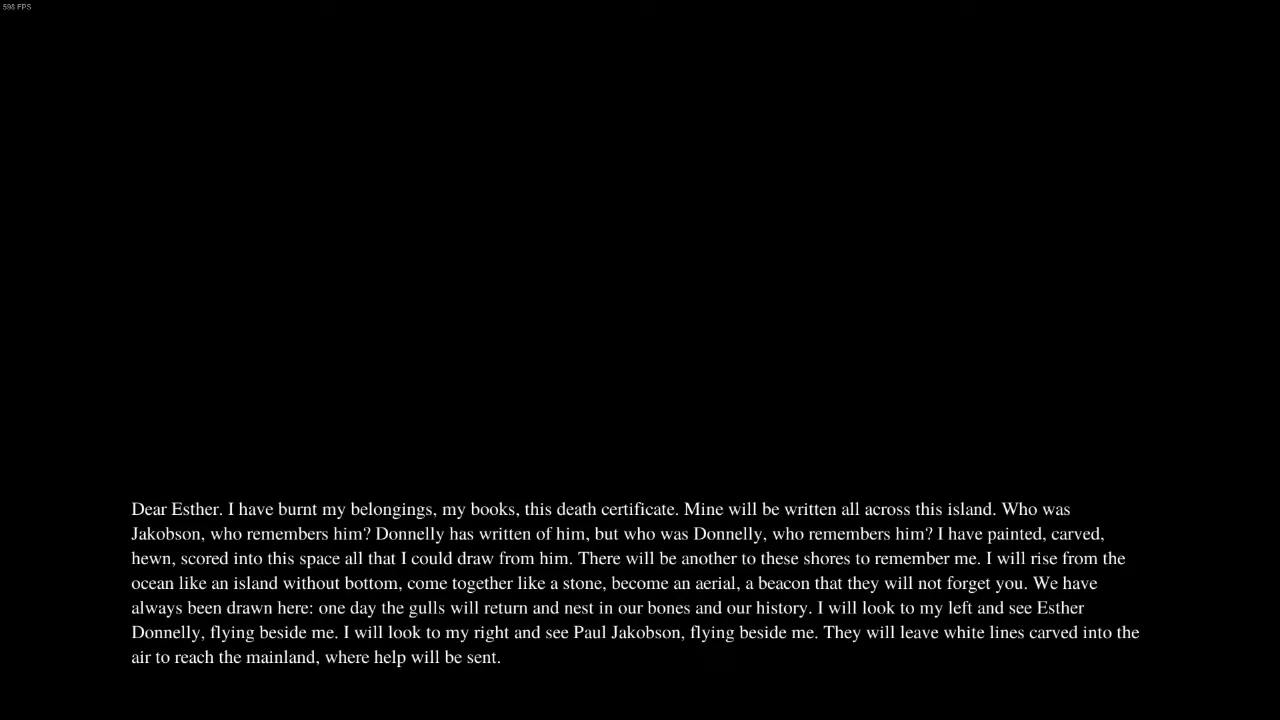 598 FPS
Dear Esther. I have burnt my belongings, my books, this death certificate. Mine will be written all across this island. Who was
Jakobson, who remembers him? Donnelly has written of him, but who was Donnelly, who remembers him? I have painted, carved,
hewn, scored into this space all that I could draw from him. There will be another to these shores to remember me. I will rise from the
ocean like an island without bottom, come together like a stone, become an aerial, a beacon that they will not forget you. We have
always been drawn here: one day the gulls will return and nest in our bones and our history. I will look to my left and see Esther
Donnelly, flying beside me. I will look to my right and see Paul Jakobson, flying beside me. They will leave white lines carved into the
air to reach the mainland, where help will be sent.